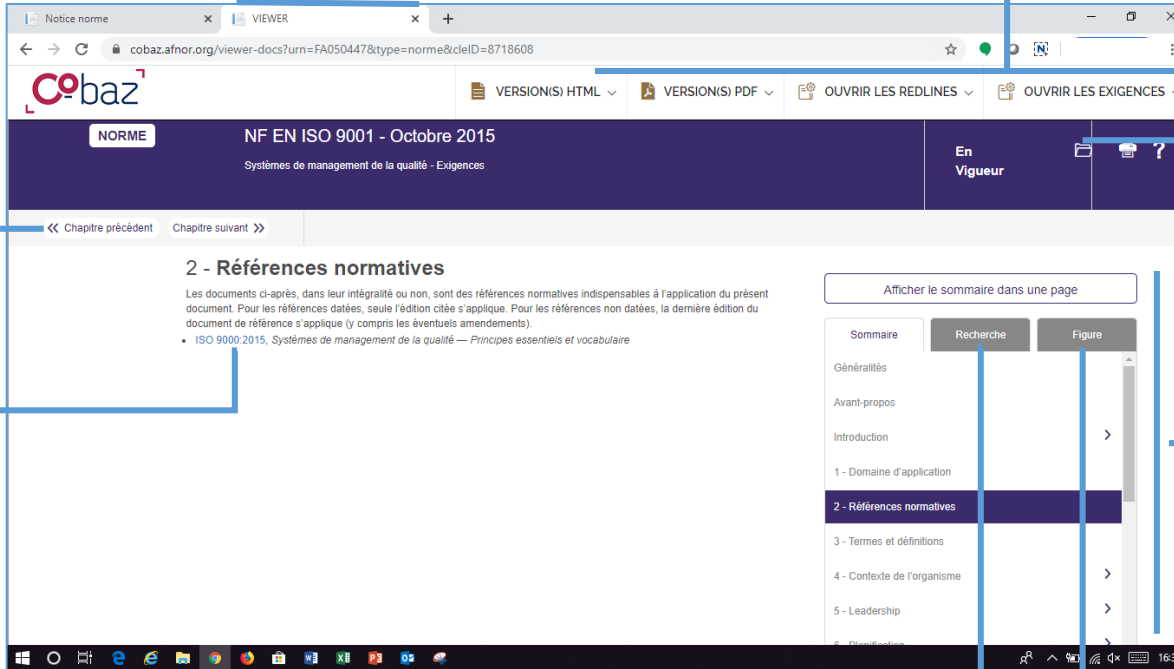 Notice norme
VIEWER
cobaz.afnor.org/viewer-docs?urn=FA050447&type=norme&cleID=8718608
Cobaz
VERSION(S) HTML
VERSION(S) PDF
OUVRIR LES REDLINES
OUVRIR LES EXIGENCES
NORME
NF EN ISO 9001 - Octobre 2015
Systèmes de management de la qualité - Exigences
En
Vigueur
?
Chapitre précédent
Chapitre suivant
2 - Références normatives
Les documents ci-après, dans leur intégralité ou non, sont des références normatives indispensables à l'application du présent
document. Pour les références datées, seule l'édition citée s'applique. Pour les références non datées, la dernière édition du
document de référence s'applique (y compris les éventuels amendements).
• ISO 9000:2015, Systèmes de management de la qualité — Principes essentiels et vocabulaire
Afficher le sommaire dans une page
Sommaire
Recherche
Figure
Généralités
Avant-propos
Introduction
1 - Domaine d'application
2 - Références normatives
3 - Termes et définitions
4 - Contexte de l'organisme
5 - Leadership
6 - Planification